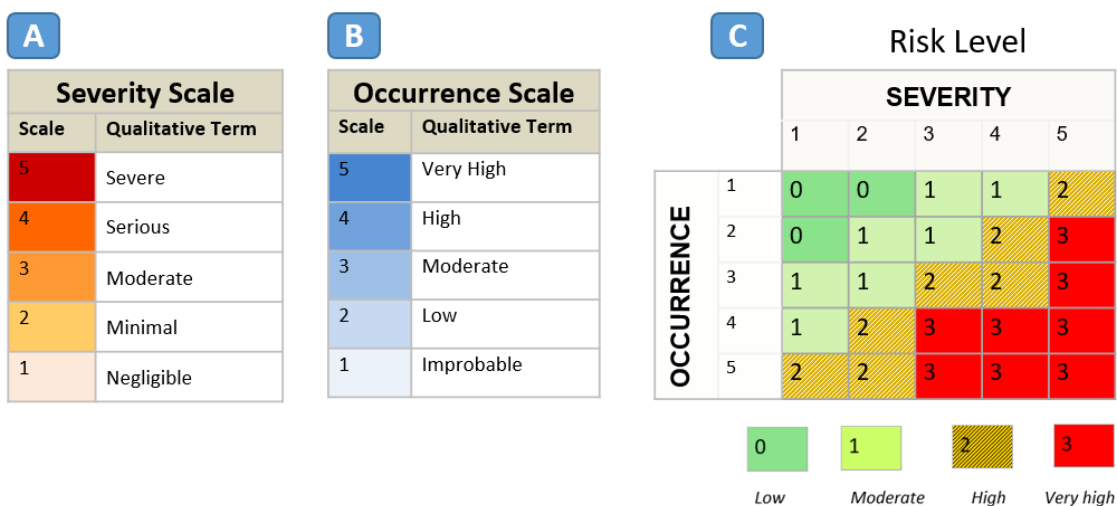 A
Severity Scale
Scale Qualitative Term
5 Severe
4 Serious
3 Moderate
2 Minimal
1 Negligible
B
Occurrence Scale
Scale Qualitative Term
5 Very High
4 High
3 Moderate
2 Low
1 Improbable
C
Risk Level
SEVERITY
1 2 3 4 5
OCCURRENCE
1 0 0 1 1 2
2 0 1 1 2 3
3 1 1 2 2 3
4 1 2 3 3 3
5 2 2 3 3 3
0 1 2 3
Low Moderate High Very high